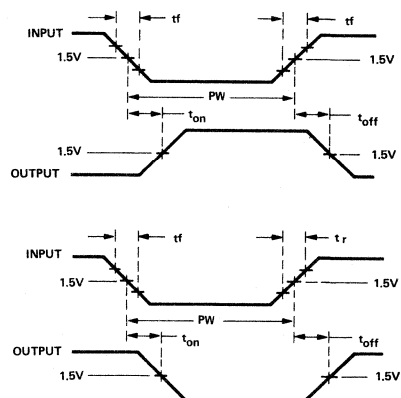 tf tf
INPUT
1.5V 1.5V
PW
ton toff
1.5V 1.5V
OUTPUT
tf tr
INPUT
1.5V 1.5V
PW
ton toff
OUTPUT
1.5V 1.5V